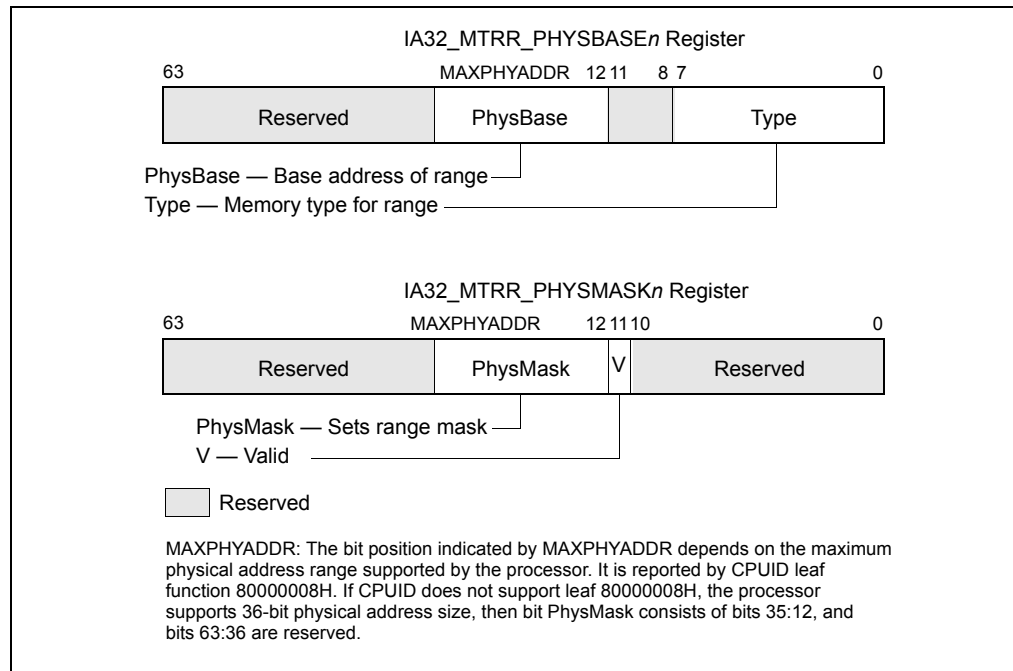 IA32_MTRR_PHYSBASEn Register
63 MAXPHYADDR 12 11 8 7 0
Reserved PhysBase Type
PhysBase — Base address of range
Type — Memory type for range
IA32_MTRR_PHYSMASKn Register
63 MAXPHYADDR 12 11 10 0
Reserved PhysMask V Reserved
PhysMask — Sets range mask
V — Valid
Reserved
MAXPHYADDR: The bit position indicated by MAXPHYADDR depends on the maximum
physical address range supported by the processor. It is reported by CPUID leaf
function 80000008H. If CPUID does not support leaf 80000008H, the processor
supports 36-bit physical address size, then bit PhysMask consists of bits 35:12, and
bits 63:36 are reserved.